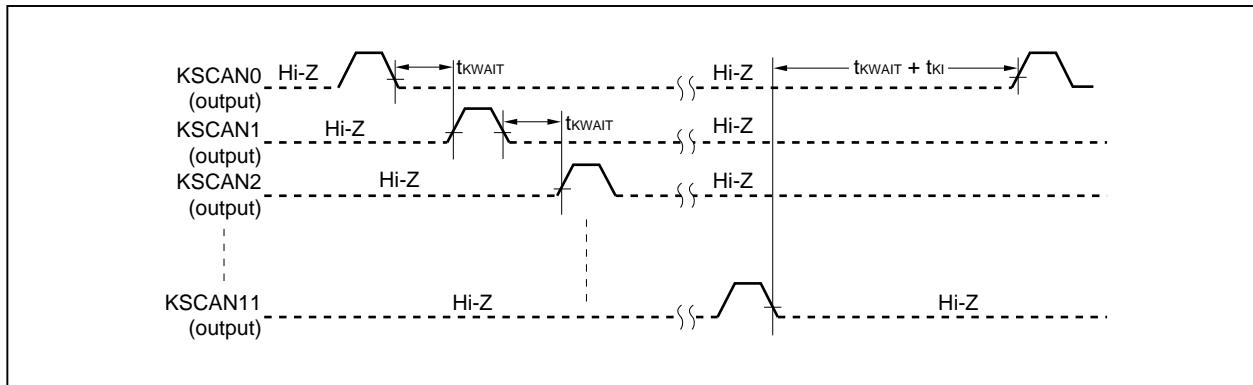 KSCAN0 (output) Hi-Z tKWAIT Hi-Z tKWAIT + tKI
KSCAN1 (output) Hi-Z tKWAIT Hi-Z
KSCAN2 (output) Hi-Z Hi-Z
KSCAN11 (output) Hi-Z Hi-Z